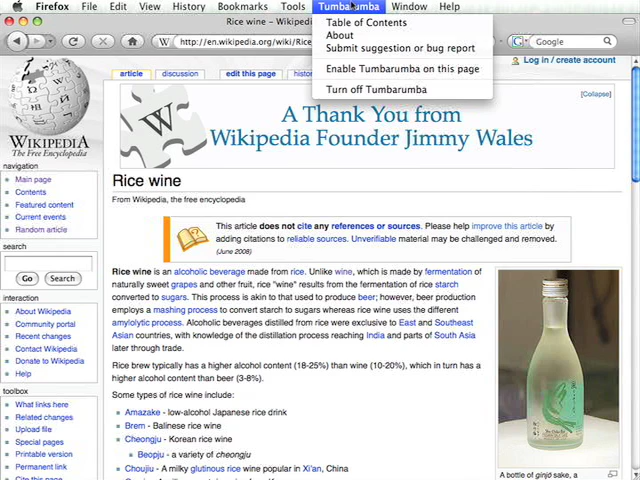 Firefox File Edit View History Bookmarks Tools Tumbarumba Window Help
Table of Contents
About
Submit suggestion or bug report
Enable Tumbarumba on this page
Turn off Tumbarumba
Rice wine - Wikiped
http://en.wikipedia.org/wiki/Rice
Google
Log in / create account
article discussion edit this page
[Collapse]
W
A Thank You from
Wikipedia Founder Jimmy Wales
WIKIPEDIA
The Free Encyclopedia
navigation
Main page
Contents
Featured content
Current events
Random article
search
Go Search
interaction
About Wikipedia
Community portal
Recent changes
Contact Wikipedia
Donate to Wikipedia
Help
toolbox
What links here
Related changes
Upload file
Special pages
Printable version
Permanent link
Cite this page
Rice wine
From Wikipedia, the free encyclopedia
This article does not cite any references or sources. Please help improve this article by
adding citations to reliable sources. Unverifiable material may be challenged and removed.
(June 2008)
Rice wine is an alcoholic beverage made from rice. Unlike wine, which is made by fermentation of
naturally sweet grapes and other fruit, rice "wine" results from the fermentation of rice starch
converted to sugars. This process is akin to that used to produce beer; however, beer production
employs a mashing process to convert starch to sugars whereas rice wine uses the different
amylolytic process. Alcoholic beverages distilled from rice were exclusive to East and Southeast
Asian countries, with knowledge of the distillation process reaching India and parts of South Asia
later through trade.
Rice brew typically has a higher alcohol content (18-25%) than wine (10-20%), which in turn has a
higher alcohol content than beer (3-8%).
Some types of rice wine include:
Amazake - low-alcohol Japanese rice drink
Brem - Balinese rice wine
Cheongju - Korean rice wine
Beopju - a variety of cheongju
Choujiu - A milky glutinous rice wine popular in Xi'an, China
A bottle of ginjō sake, a